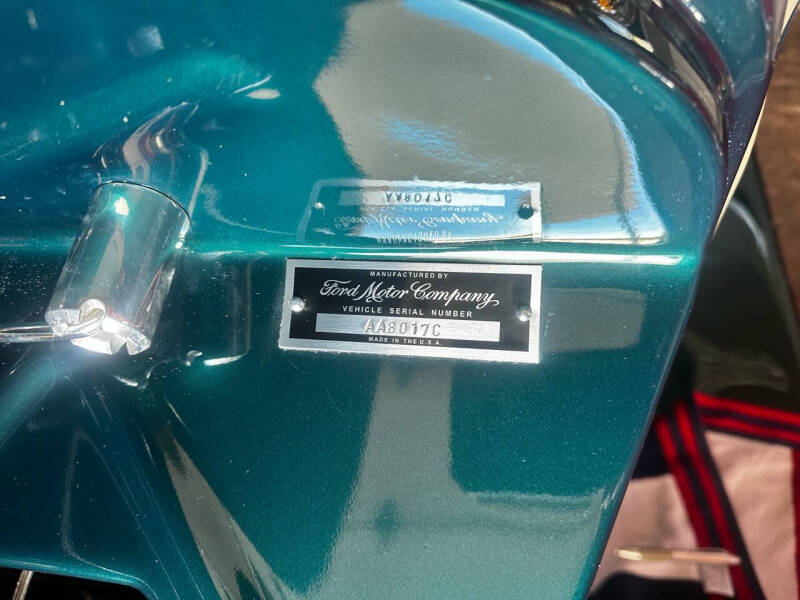 MANUFACTURED BY
Ford Motor Company
VEHICLE SERIAL NUMBER
AA8017C
MADE IN THE U.S.A.